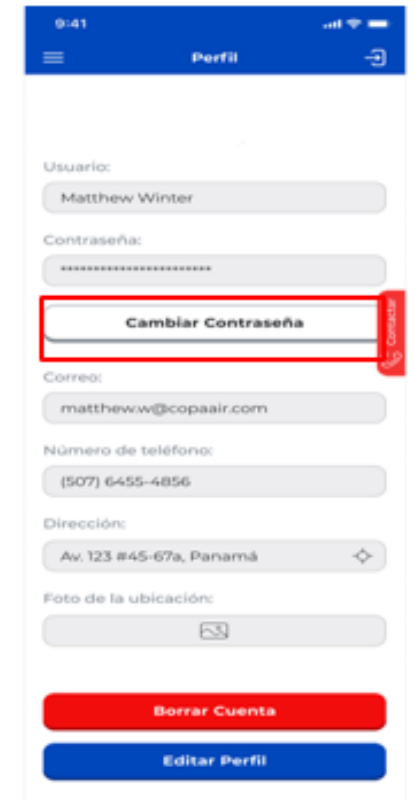 9:41
Perfil
Usuario:
Matthew Winter
Contraseña:
***********************
Cambiar Contraseña
Contactar
Correo:
matthew.w@copaair.com
Número de teléfono:
(507) 6455-4856
Dirección:
Av. 123 #45-67a, Panamá
Foto de la ubicación:
Borrar Cuenta
Editar Perfil